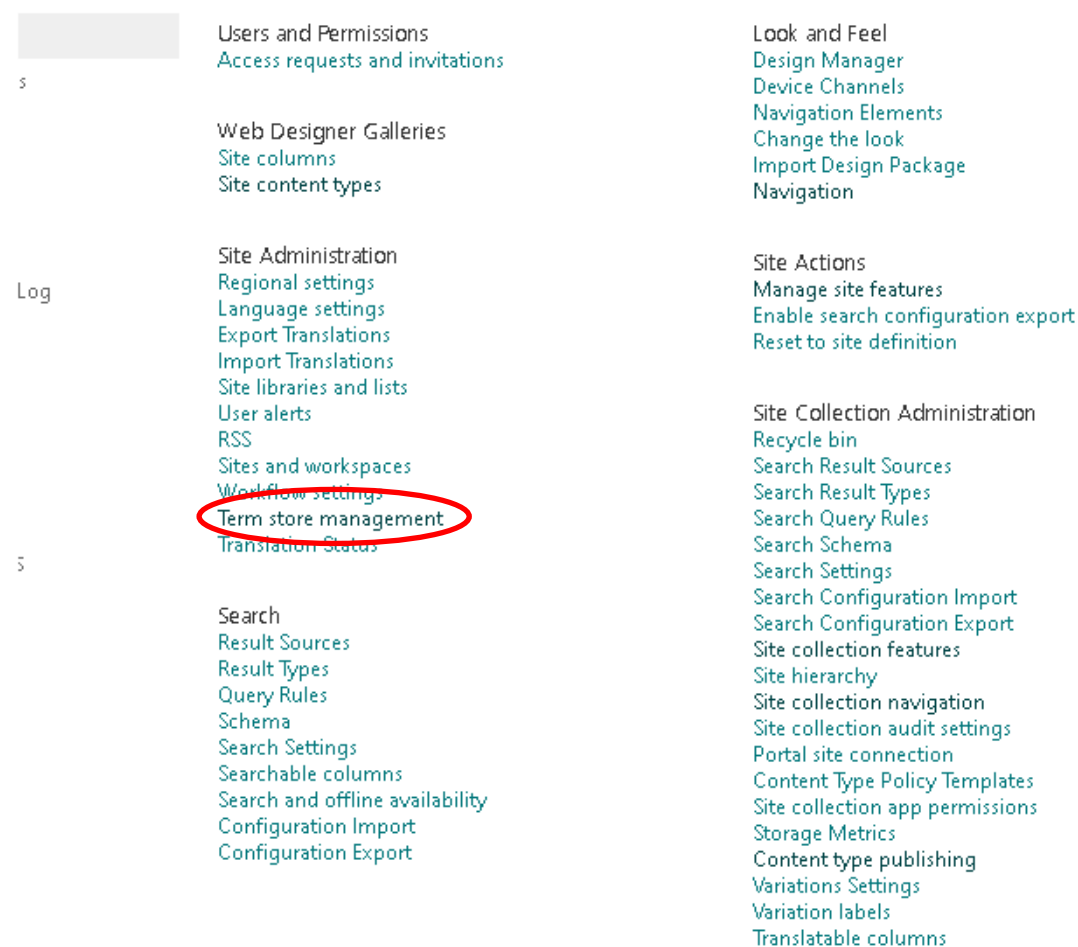 s
Log
5
Users and Permissions
Access requests and invitations
Web Designer Galleries
Site columns
Site content types
Site Administration
Regional settings
Language settings
Export Translations
Import Translations
Site libraries and lists
User alerts
RSS
Sites and workspaces
Workflow settings
Term store management
Translation Status
Search
Result Sources
Result Types
Query Rules
Schema
Search Settings
Searchable columns
Search and offline availability
Configuration Import
Configuration Export
Look and Feel
Design Manager
Device Channels
Navigation Elements
Change the look
Import Design Package
Navigation
Site Actions
Manage site features
Enable search configuration export
Reset to site definition
Site Collection Administration
Recycle bin
Search Result Sources
Search Result Types
Search Query Rules
Search Schema
Search Settings
Search Configuration Import
Search Configuration Export
Site collection features
Site hierarchy
Site collection navigation
Site collection audit settings
Portal site connection
Content Type Policy Templates
Site collection app permissions
Storage Metrics
Content type publishing
Variations Settings
Variation labels
Translatable columns